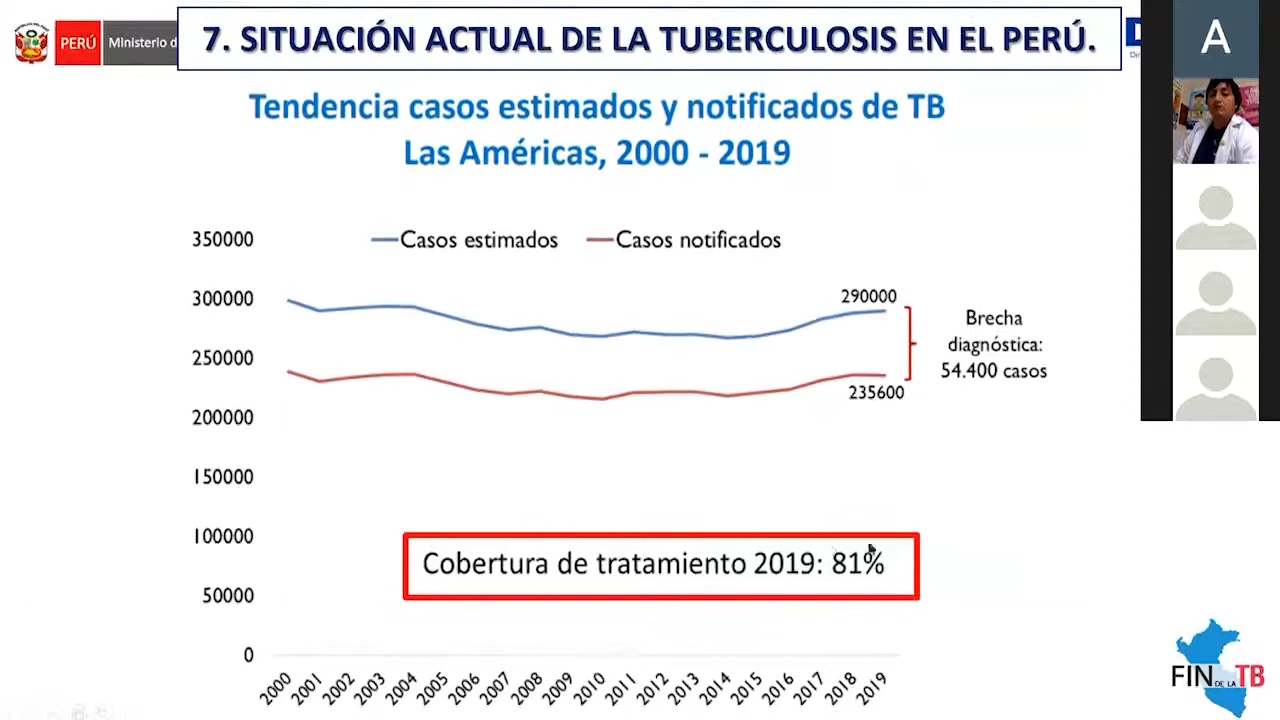 PERÚ
Ministerio d
7. SITUACIÓN ACTUAL DE LA TUBERCULOSIS EN EL PERÚ.
A
Tendencia casos estimados y notificados de TB
Las Américas, 2000 - 2019
Casos estimados
Casos notificados
350000
300000
250000
200000
150000
100000
50000
0
290000
235600
Brecha
diagnóstica:
54.400 casos
Cobertura de tratamiento 2019: 81%
2000
2001
2002
2003
2004
2005
2006
2007
2008
2009
2010
2011
2012
2013
2014
2015
2016
2017
2018
2019
FIN DE LA TB